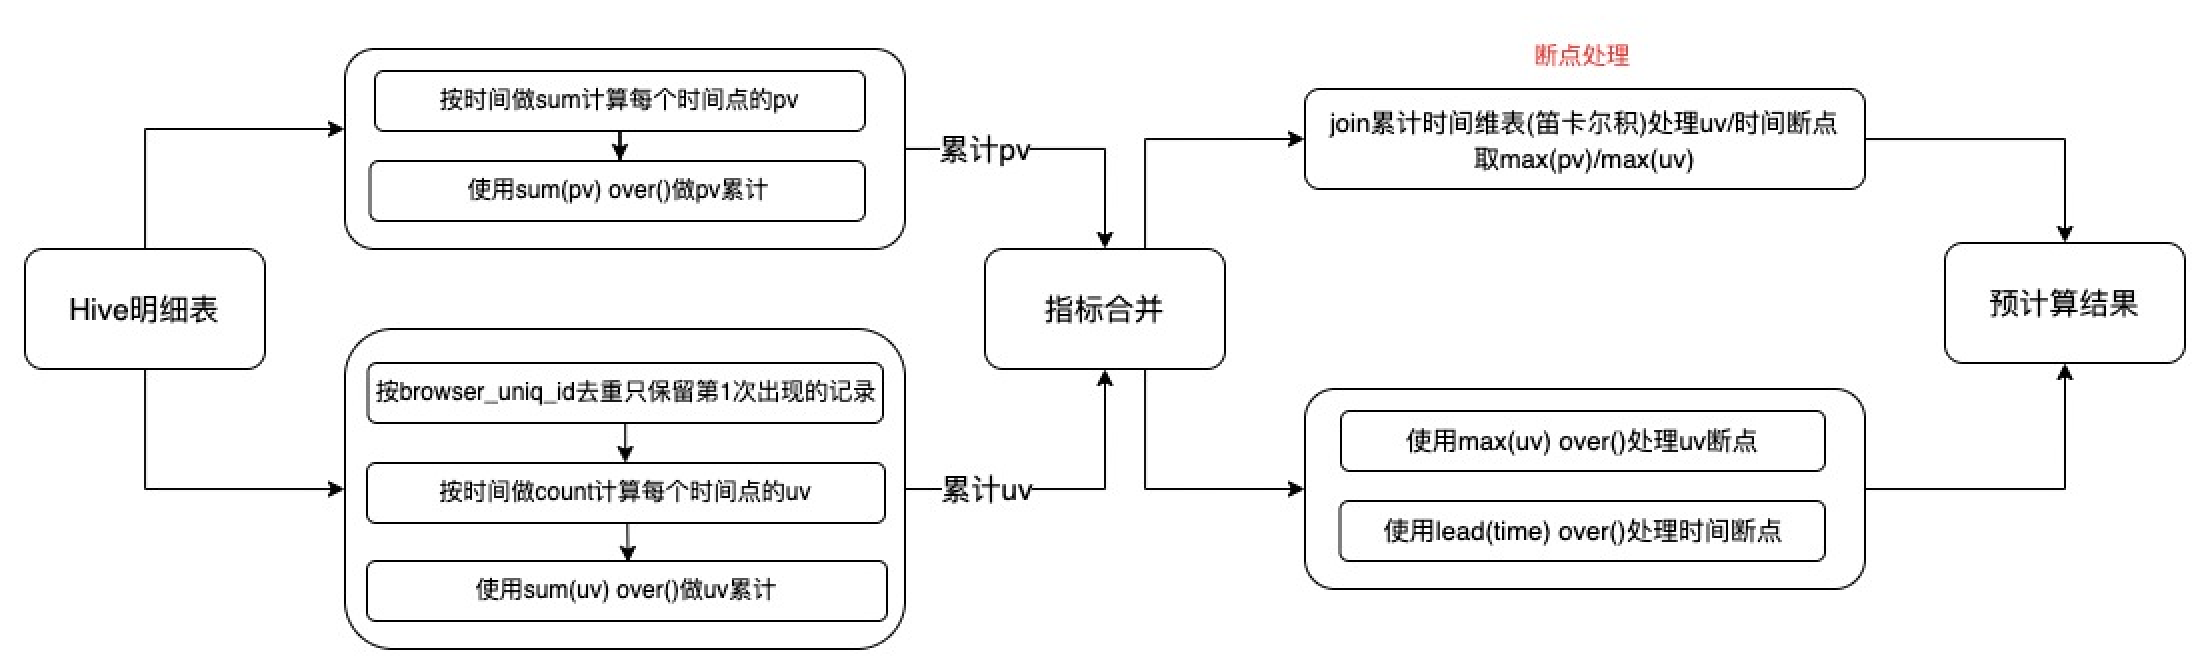 Hive明细表
按时间做sum计算每个时间点的pv
使用sum(pv) over()做pv累计
按browser_uniq_id去重只保留第1次出现的记录
按时间做count计算每个时间点的uv
使用sum(uv) over()做uv累计
累计pv
累计uv
指标合并
断点处理
join累计时间维表(笛卡尔积)处理uv/时间断点
取max(pv)/max(uv)
使用max(uv) over()处理uv断点
使用lead(time) over()处理时间断点
预计算结果